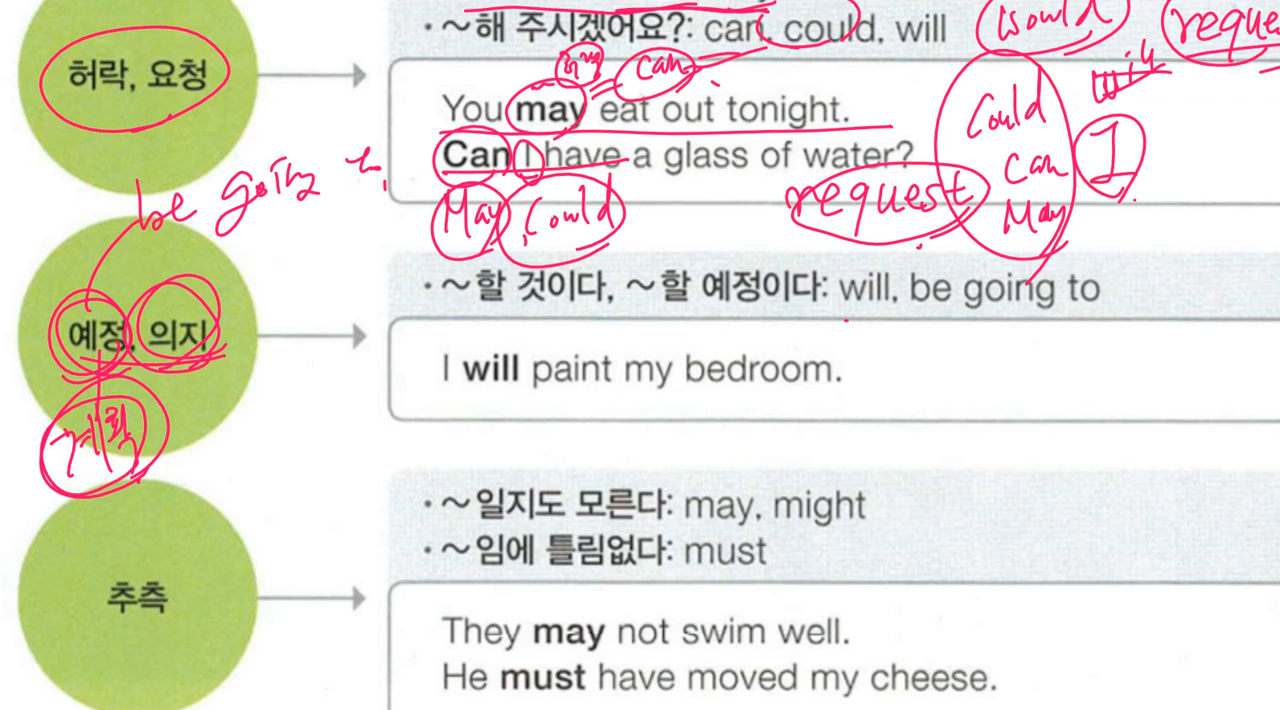 · ~해 주시겠어요?: can, could, will
would
request
허락, 요청
can
will
You may eat out tonight.
Could
Can I have a glass of water?
Can
I
be going to
May
Could
request
May
· ~할 것이다, ~할 예정이다: will, be going to
예정, 의지
I will paint my bedroom.
계획
· ~일지도 모른다: may, might
· ~임에 틀림없다: must
추측
They may not swim well.
He must have moved my cheese.